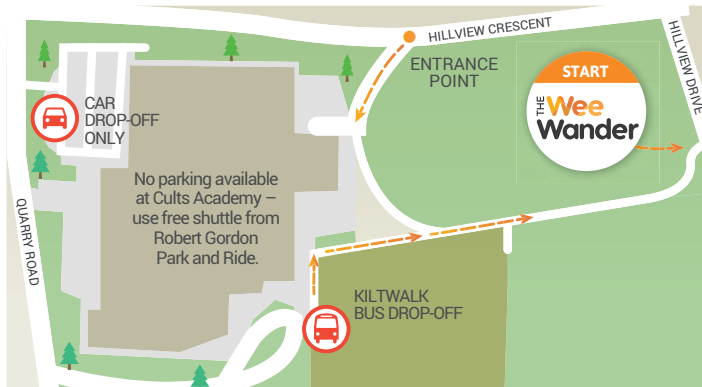 HILLVIEW CRESCENT
HILLVIEW DRIVE
ENTRANCE
POINT
START
THE Wee
Wander
CAR
DROP-OFF
ONLY
No parking available
at Cults Academy –
use free shuttle from
Robert Gordon
Park and Ride.
QUARRY ROAD
KILTWALK
BUS DROP-OFF